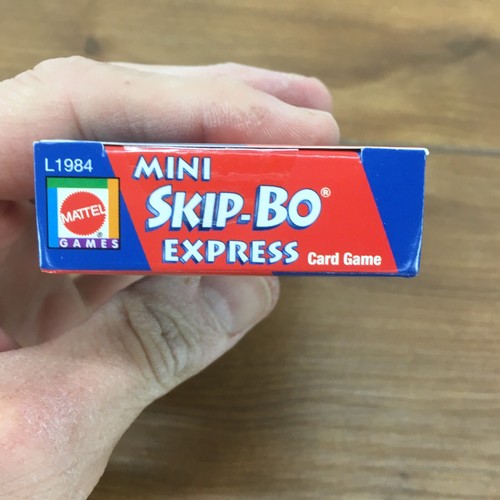 L1984
MATTEL
®
GAMES
MINI
SKIP-BO®
EXPRESS
Card Game